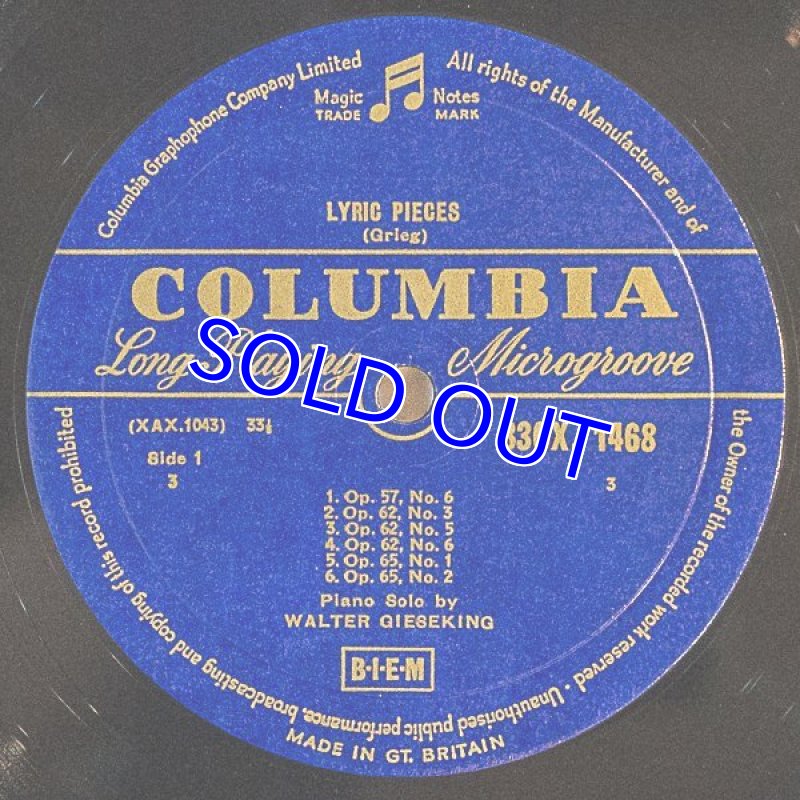 Columbia Graphophone Company Limited
All rights of the Manufacturer and of
the Owner of the recorded work reserved · Unauthorised public performance, broadcasting and copying of this record prohibited
Magic Notes
TRADE MARK
LYRIC PIECES
(Grieg)
COLUMBIA
Long Playing Microgroove
SOLD OUT
(XAX.1043) 33⅓
1468
Side 1
3
3
1. Op. 57, No. 6
2. Op. 62, No. 3
3. Op. 62, No. 5
4. Op. 62, No. 6
5. Op. 65, No. 1
6. Op. 65, No. 2
Piano Solo by
WALTER GIESEKING
B·I·E·M
MADE IN GT. BRITAIN